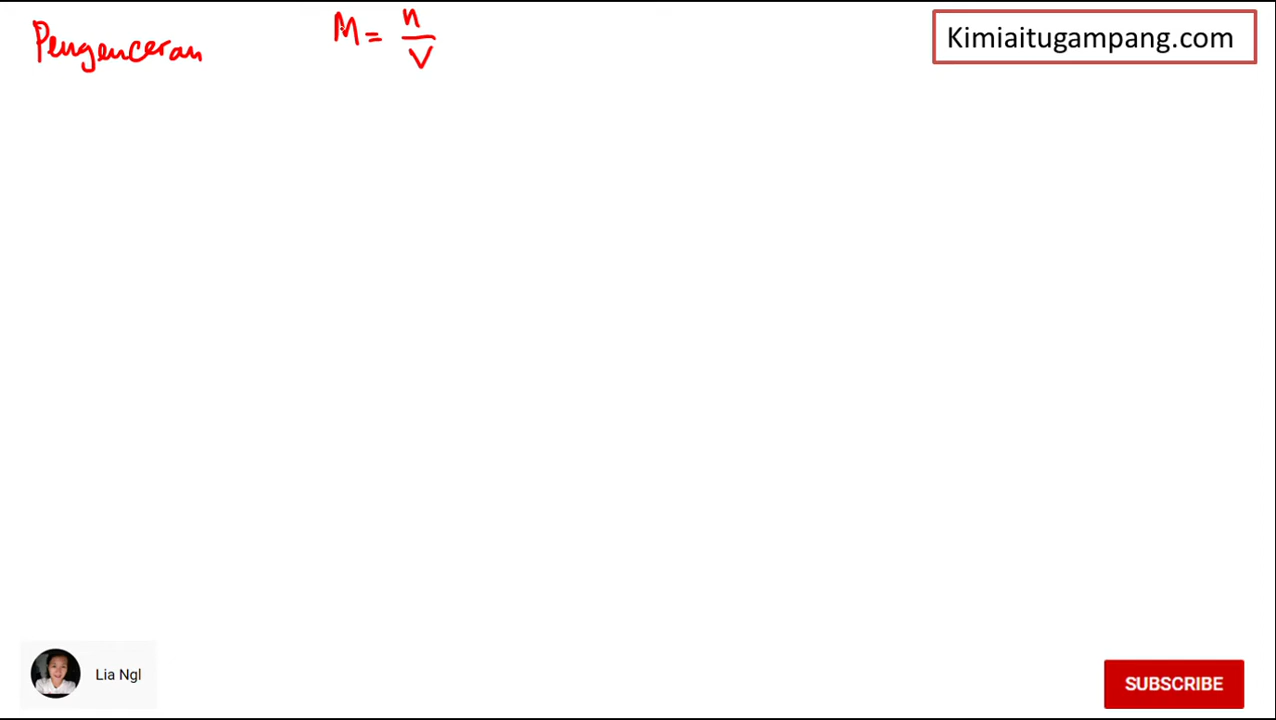 Pengenceran
M = n/V
Kimiaitugampang.com
Lia Ngl
SUBSCRIBE